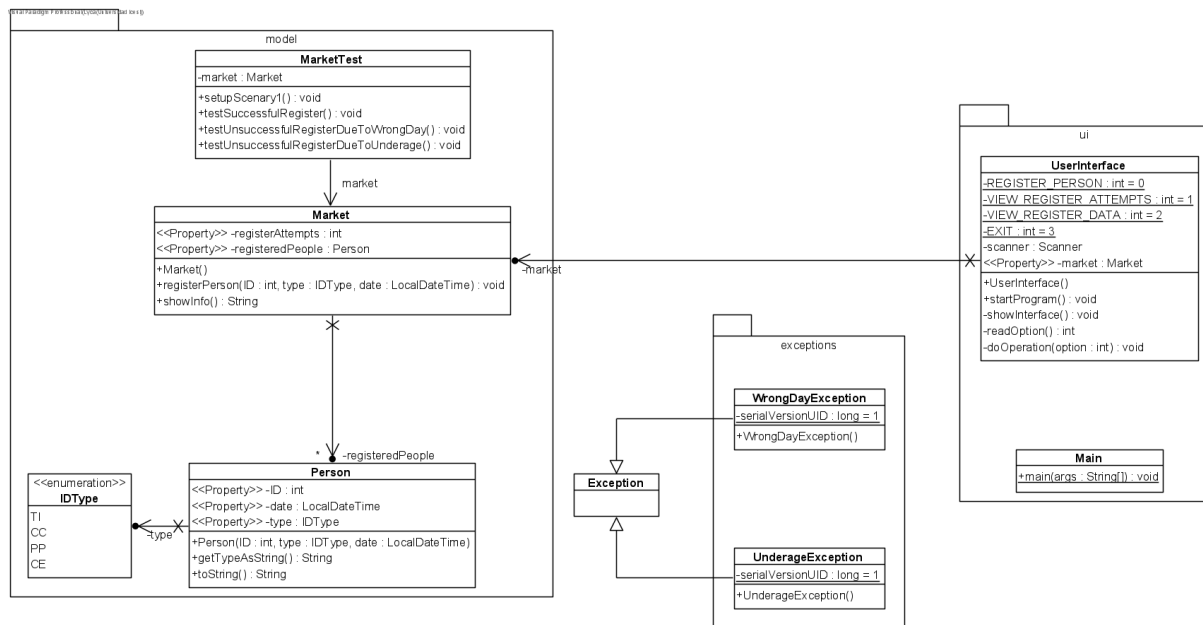 model
MarketTest
-market : Market
+setupScenary1() : void
+testSuccessfulRegister() : void
+testUnsuccessfulRegisterDueToWrongDay() : void
+testUnsuccessfulRegisterDueToUnderage() : void
market
Market
<<Property>> -registerAttempts : int
<<Property>> -registeredPeople : Person
+Market()
+registerPerson(ID : int, type : IDType, date : LocalDateTime) : void
+showInfo() : String
-market
* -registeredPeople
Person
<<Property>> -ID : int
<<Property>> -date : LocalDateTime
<<Property>> -type : IDType
+Person(ID : int, type : IDType, date : LocalDateTime)
+getTypeAsString() : String
+toString() : String
-type
<<enumeration>>
IDType
TI
CC
PP
CE
exceptions
WrongDayException
-serialVersionUID : long = 1
+WrongDayException()
Exception
UnderageException
-serialVersionUID : long = 1
+UnderageException()
ui
UserInterface
-REGISTER_PERSON : int = 0
-VIEW_REGISTER_ATTEMPTS : int = 1
-VIEW_REGISTER_DATA : int = 2
-EXIT : int = 3
-scanner : Scanner
<<Property>> -market : Market
+UserInterface()
+startProgram() : void
-showInterface() : void
-readOption() : int
-doOperation(option : int) : void
Main
+main(args : String[]) : void